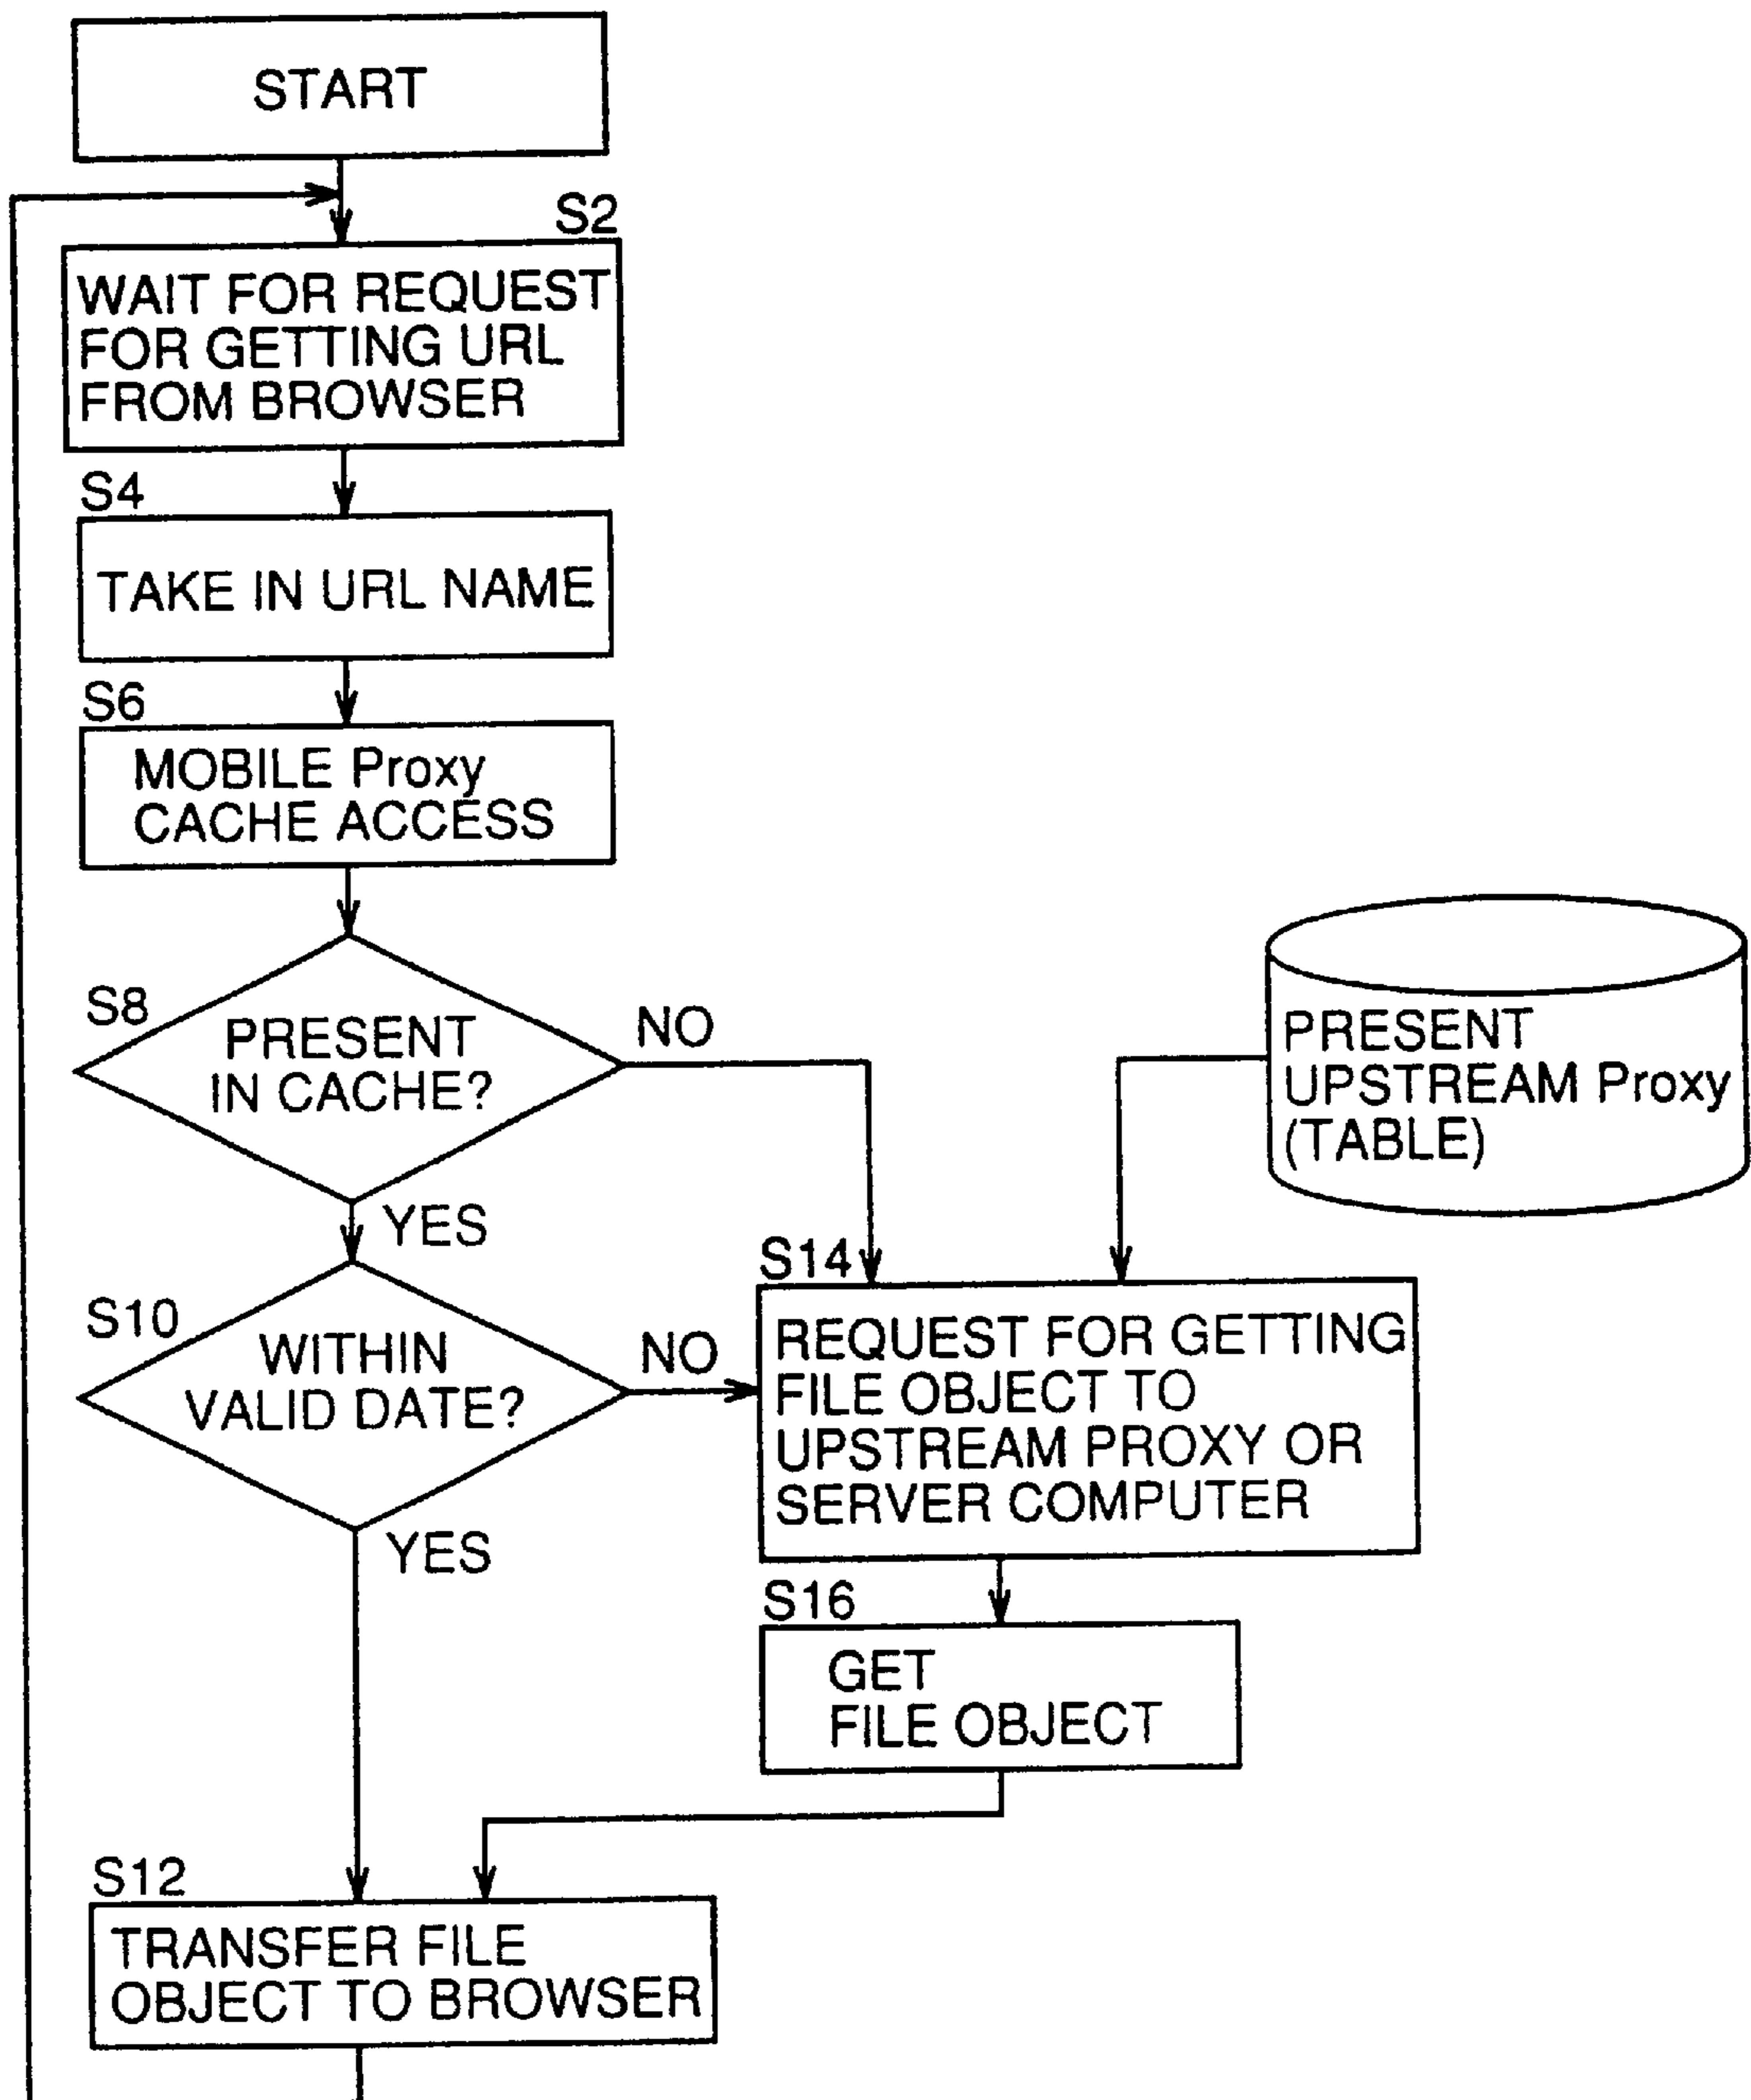 START
S2
WAIT FOR REQUEST
FOR GETTING URL
FROM BROWSER
S4
TAKE IN URL NAME
S6
MOBILE Proxy
CACHE ACCESS
S8
PRESENT
IN CACHE?
NO
YES
PRESENT
UPSTREAM Proxy
(TABLE)
S10
WITHIN
VALID DATE?
NO
YES
S14
REQUEST FOR GETTING
FILE OBJECT TO
UPSTREAM PROXY OR
SERVER COMPUTER
S16
GET
FILE OBJECT
S12
TRANSFER FILE
OBJECT TO BROWSER